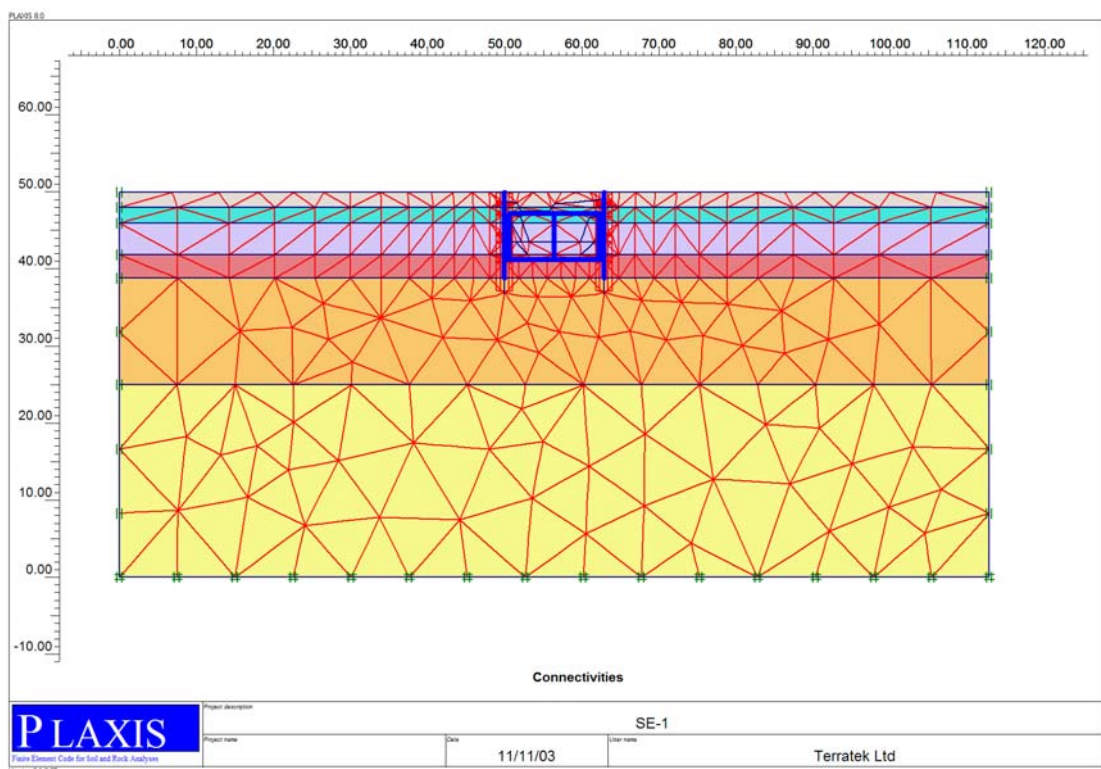 PLAXIS 8.0
0.00 10.00 20.00 30.00 40.00 50.00 60.00 70.00 80.00 90.00 100.00 110.00 120.00
60.00
50.00
40.00
30.00
20.00
10.00
0.00
-10.00
Connectivities
PLAXIS
Finite Element Code for Soil and Rock Analyses
Project description
SE-1
Project name
Date
11/11/03
User name
Terratek Ltd